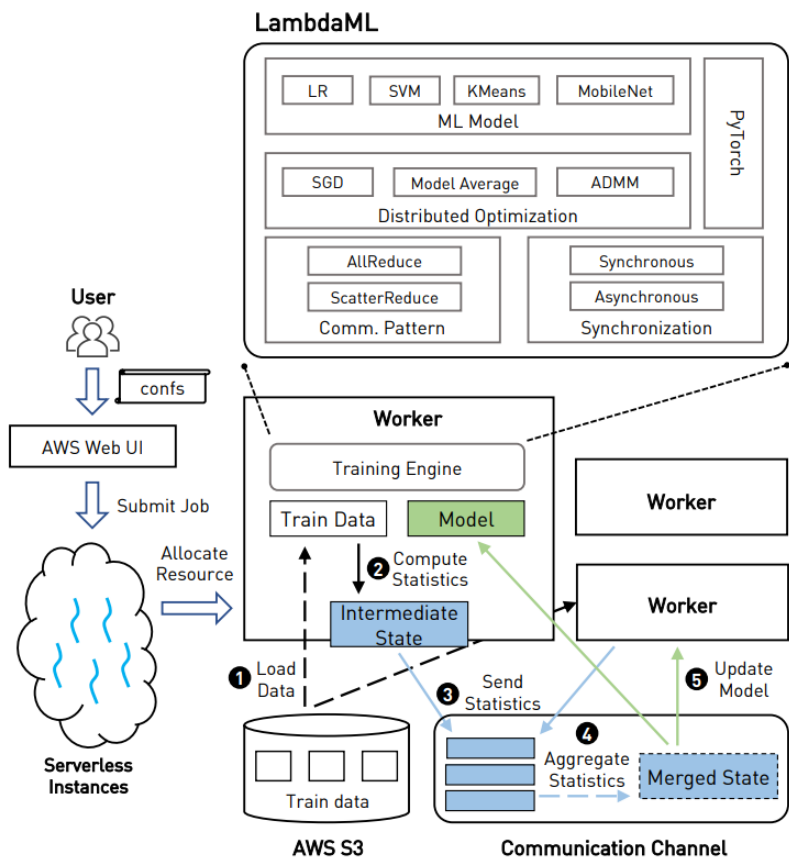 LambdaML
LR
SVM
KMeans
MobileNet
ML Model
PyTorch
SGD
Model Average
ADMM
Distributed Optimization
AllReduce
ScatterReduce
Comm. Pattern
Synchronous
Asynchronous
Synchronization
User
confs
AWS Web UI
Submit Job
Allocate
Resource
Serverless
Instances
Worker
Training Engine
Train Data
Model
2 Compute
Statistics
Intermediate
State
Worker
Worker
1 Load
Data
3 Send
Statistics
5 Update
Model
4
Aggregate
Statistics
Merged State
Train data
AWS S3
Communication Channel